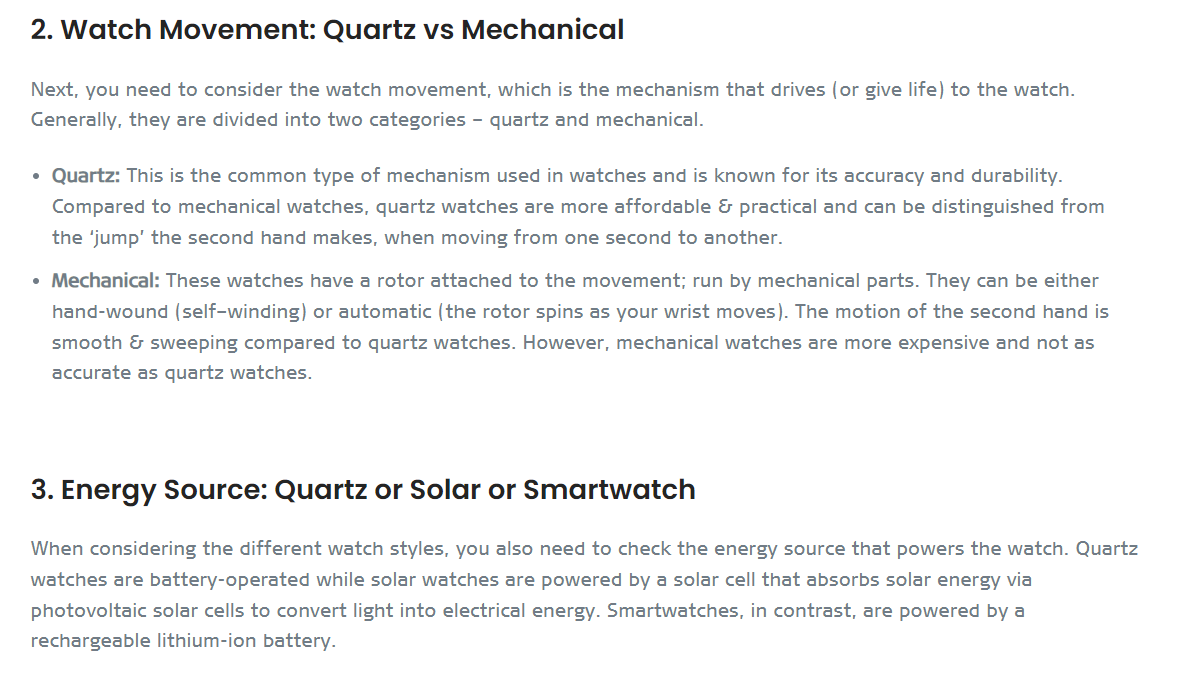 2. Watch Movement: Quartz vs Mechanical
Next, you need to consider the watch movement, which is the mechanism that drives (or give life) to the watch.
Generally, they are divided into two categories – quartz and mechanical.
• Quartz: This is the common type of mechanism used in watches and is known for its accuracy and durability.
Compared to mechanical watches, quartz watches are more affordable & practical and can be distinguished from
the ‘jump’ the second hand makes, when moving from one second to another.
• Mechanical: These watches have a rotor attached to the movement; run by mechanical parts. They can be either
hand-wound (self–winding) or automatic (the rotor spins as your wrist moves). The motion of the second hand is
smooth & sweeping compared to quartz watches. However, mechanical watches are more expensive and not as
accurate as quartz watches.
3. Energy Source: Quartz or Solar or Smartwatch
When considering the different watch styles, you also need to check the energy source that powers the watch. Quartz
watches are battery-operated while solar watches are powered by a solar cell that absorbs solar energy via
photovoltaic solar cells to convert light into electrical energy. Smartwatches, in contrast, are powered by a
rechargeable lithium-ion battery.